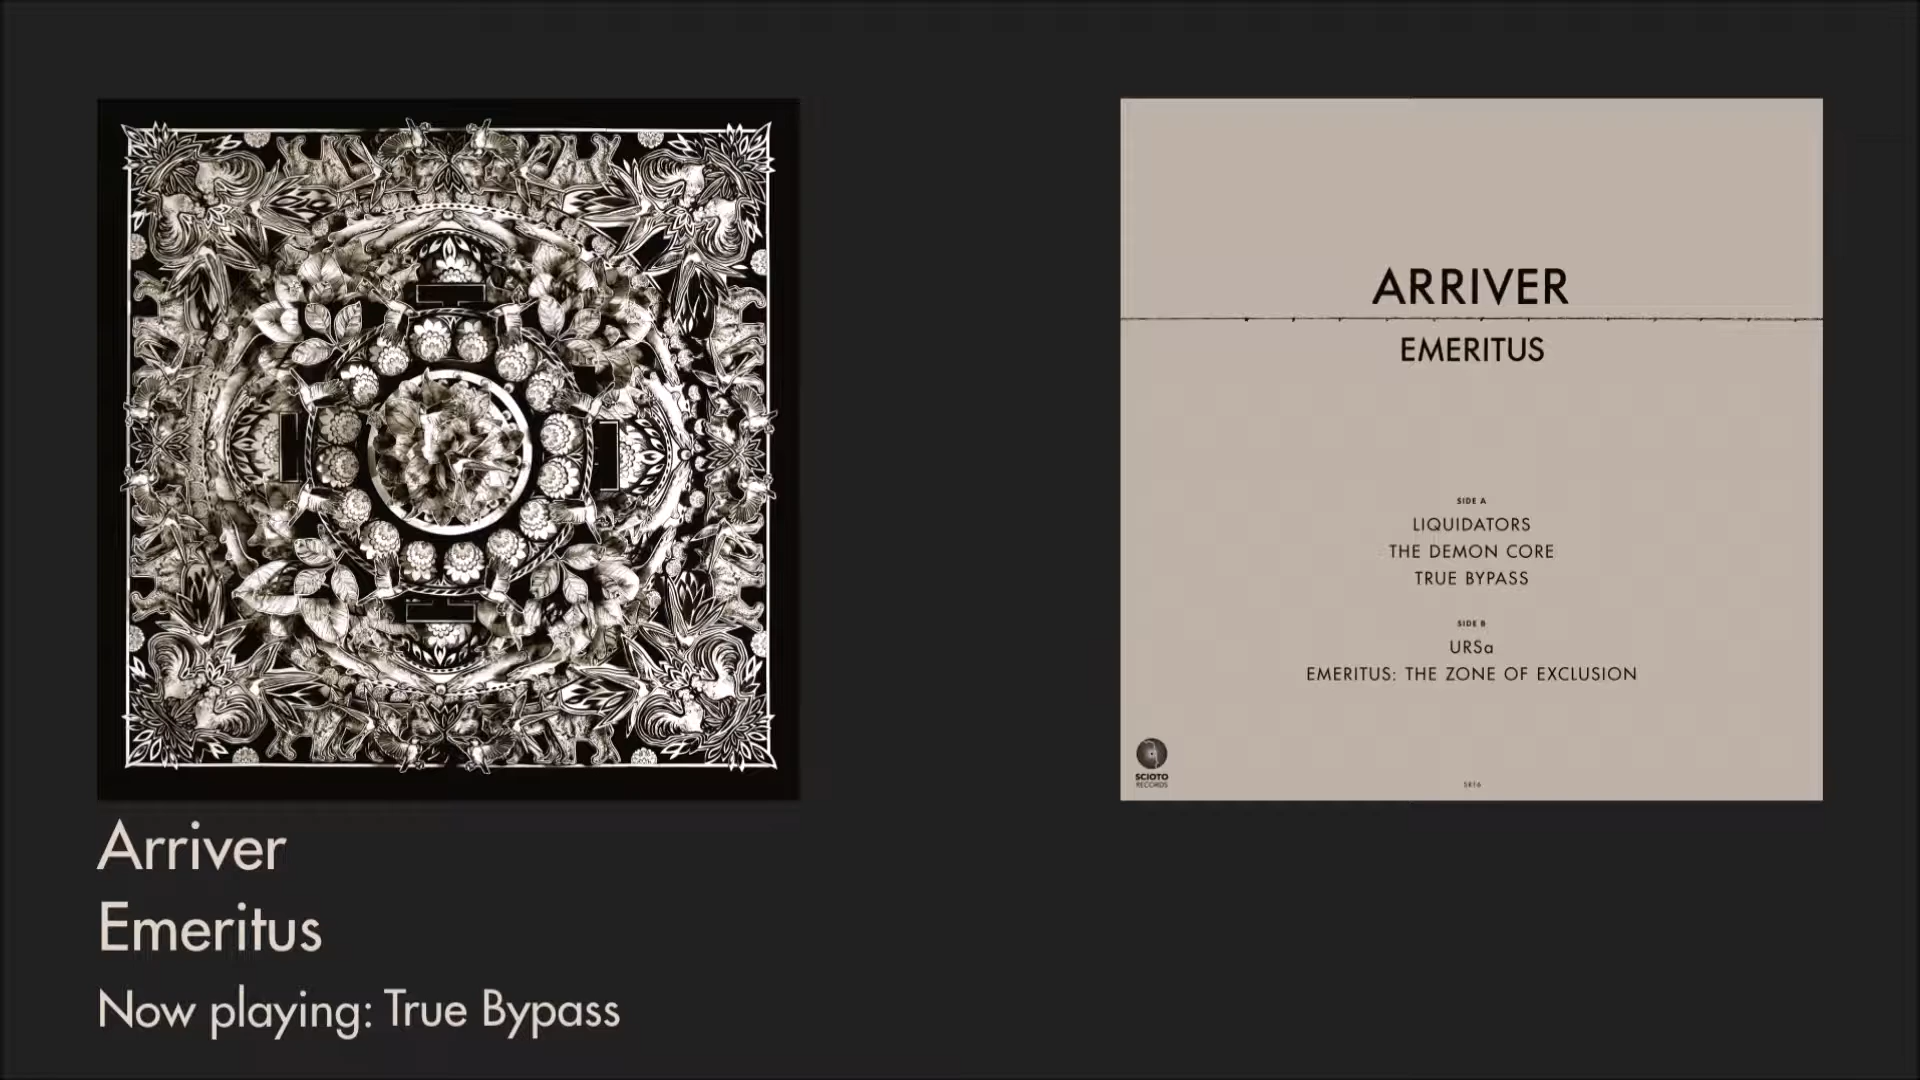 ARRIVER
EMERITUS
SIDE A
LIQUIDATORS
THE DEMON CORE
TRUE BYPASS
SIDE B
URSa
EMERITUS: THE ZONE OF EXCLUSION
SCIOTO
RECORDS
SR16
Arriver
Emeritus
Now playing: True Bypass